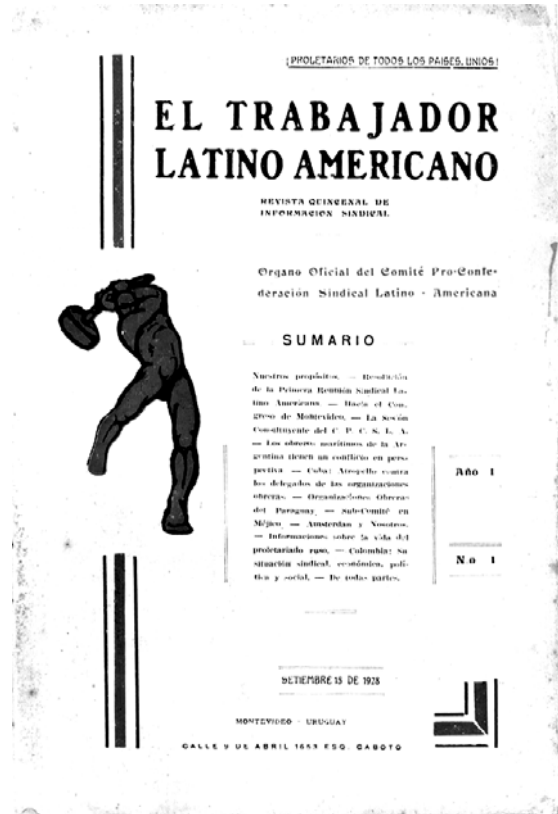 ¡PROLETARIOS DE TODOS LOS PAISES, UNIOS!
EL TRABAJADOR
LATINO AMERICANO
REVISTA QUINCENAL DE
INFORMACION SINDICAL
Organo Oficial del Comité Pro-Confe-
deración Sindical Latino - Americana
SUMARIO
Nuestros propósitos. — Resolución
de la Primera Reunión Sindical La-
tino Americana. — Hacia el Con-
greso de Montevideo. — La Sesión
Constituyente del C. P. C. S. L. A.
— Los obreros marítimos de la Ar-
gentina tienen un conflicto en pers-
pectiva — Cuba: Atropello contra
los delegados de las organizaciones
obreras. — Organizaciones Obreras
del Paraguay. — Sub-Comité en
Méjico. — Amsterdan y Nosotros.
— Informaciones sobre la vida del
proletariado ruso. — Colombia: Su
situación sindical, económica, polí-
tica y social. — De todas partes.
Año 1
No 1
SETIEMBRE 15 DE 1928
MONTEVIDEO - URUGUAY
CALLE 9 DE ABRIL 1653 ESQ. CABOTO